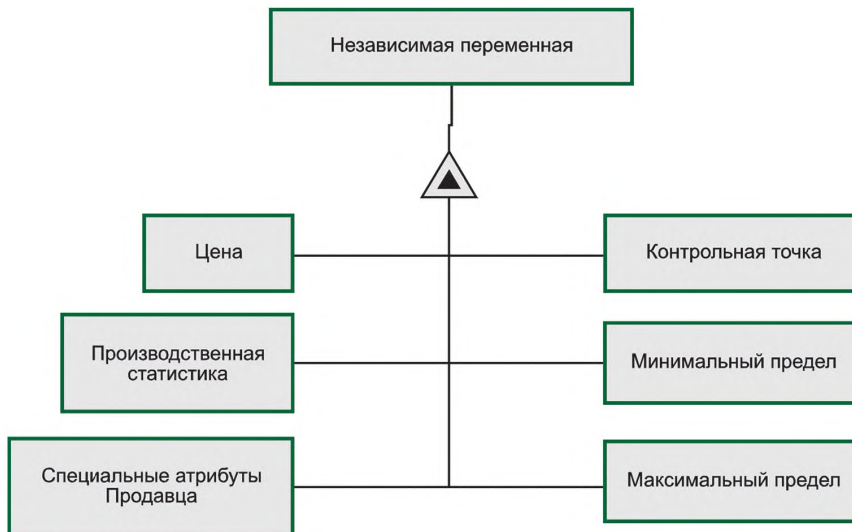 Независимая переменная
Цена
Контрольная точка
Производственная
статистика
Минимальный предел
Специальные атрибуты
Продавца
Максимальный предел